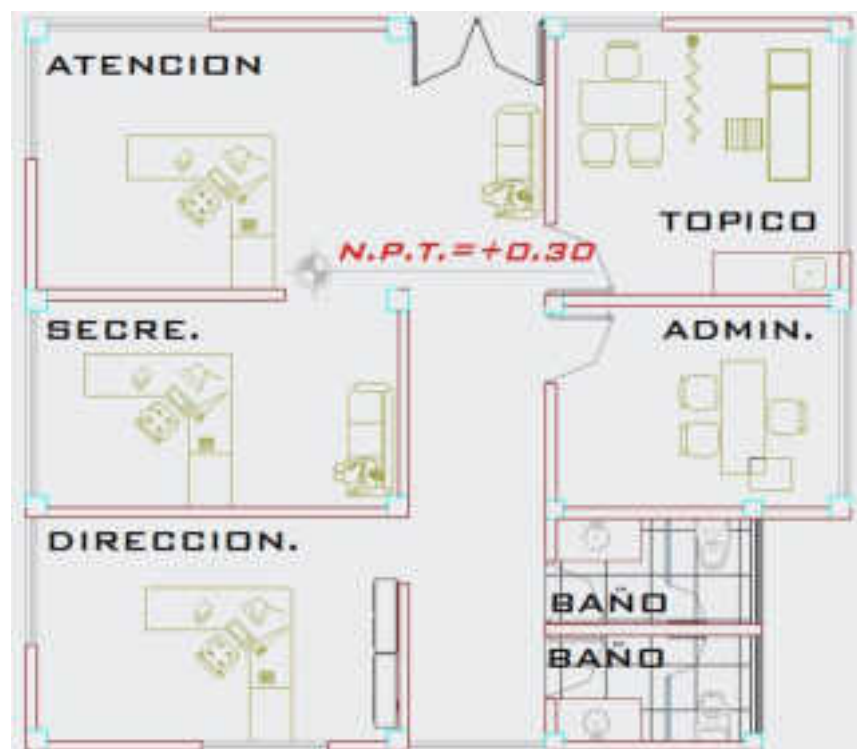 ATENCION
TOPICO
N.P.T.=+0.30
SECRE.
ADMIN.
DIRECCION.
BAÑO
BAÑO